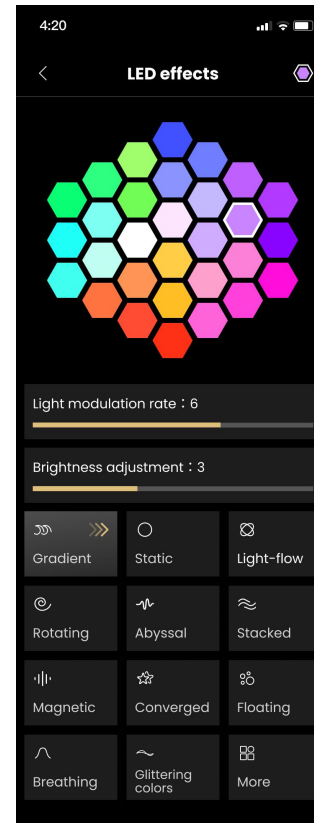 4:20
LED effects
Light modulation rate：6
Brightness adjustment：3
Gradient
Static
Light-flow
Rotating
Abyssal
Stacked
Magnetic
Converged
Floating
Breathing
Glittering
colors
More